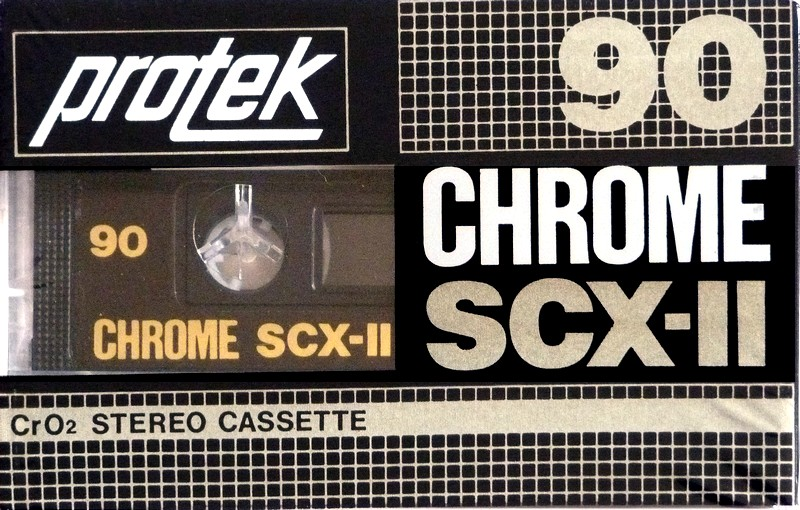 protek
90
90
CHROME SCX-II
CHROME
SCX-II
CrO2 STEREO CASSETTE